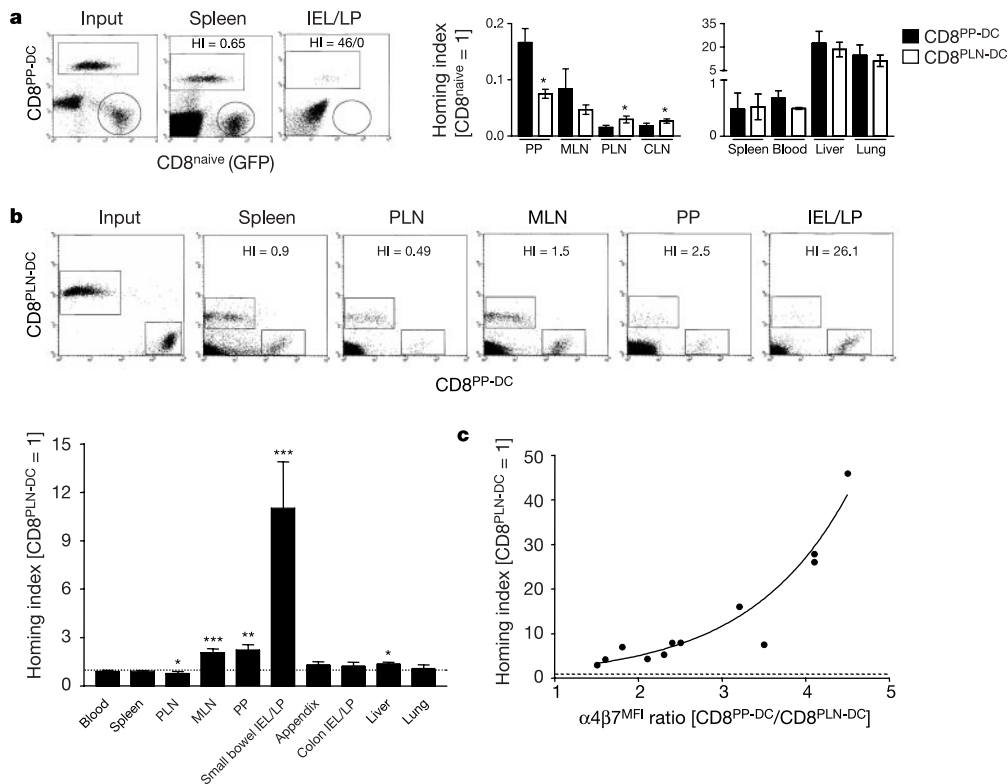 a
Input
Spleen
IEL/LP
HI = 0.65
HI = 46/0
CD8PP-DC
CD8naive (GFP)
Homing index
[CD8naive = 1]
0.2
0.1
0.0
*
*
*
PP
MLN
PLN
CLN
35
20
5
1
0
Spleen
Blood
Liver
Lung
CD8PP-DC
CD8PLN-DC
b
Input
Spleen
PLN
MLN
PP
IEL/LP
HI = 0.9
HI = 0.49
HI = 1.5
HI = 2.5
HI = 26.1
CD8PLN-DC
CD8PP-DC
Homing index [CD8PLN-DC = 1]
15
12
9
6
3
1
0
*
***
**
***
*
Blood
Spleen
PLN
MLN
PP
Small bowel IEL/LP
Appendix
Colon IEL/LP
Liver
Lung
c
Homing index [CD8PLN-DC = 1]
50
40
30
20
10
0
1
2
3
4
5
α4β7MFI ratio [CD8PP-DC/CD8PLN-DC]